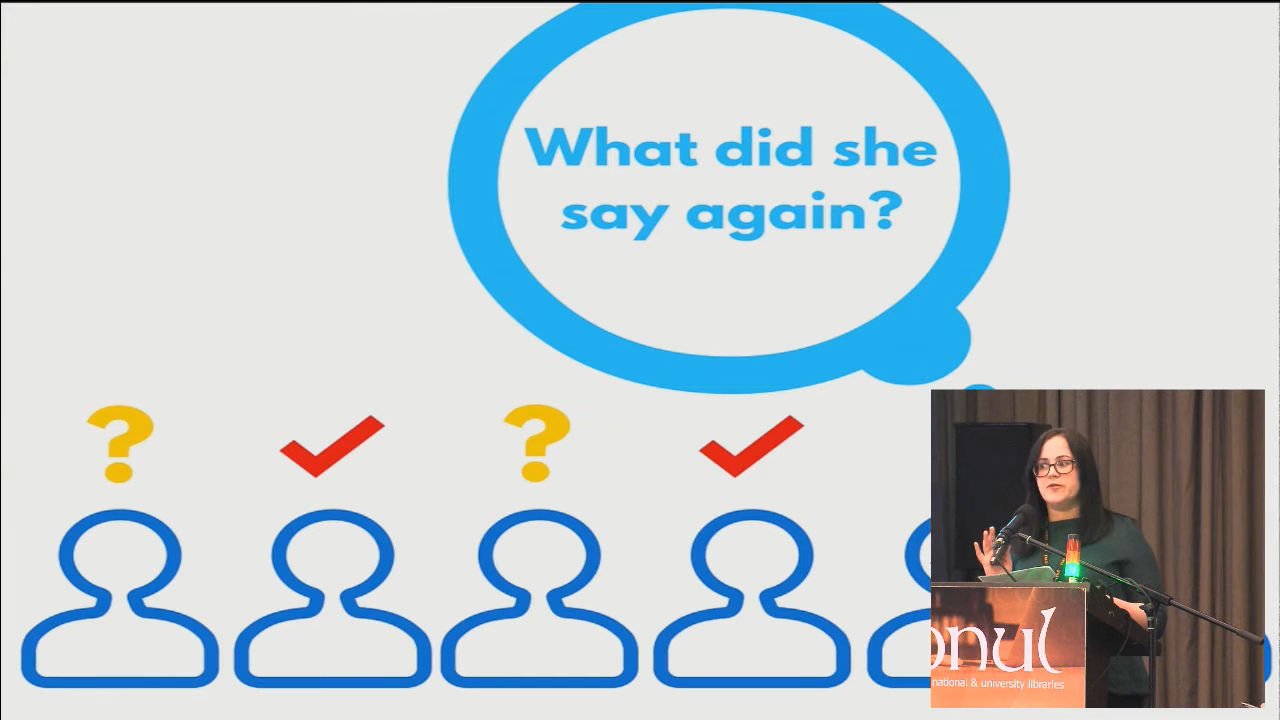 What did she
say again?
?
?
onul
national & university libraries